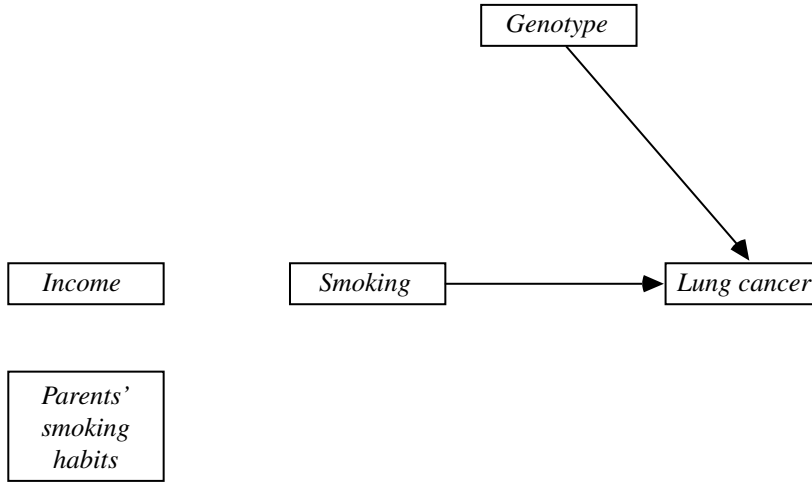 Genotype
Income
Smoking
Lung cancer
Parents’
smoking
habits